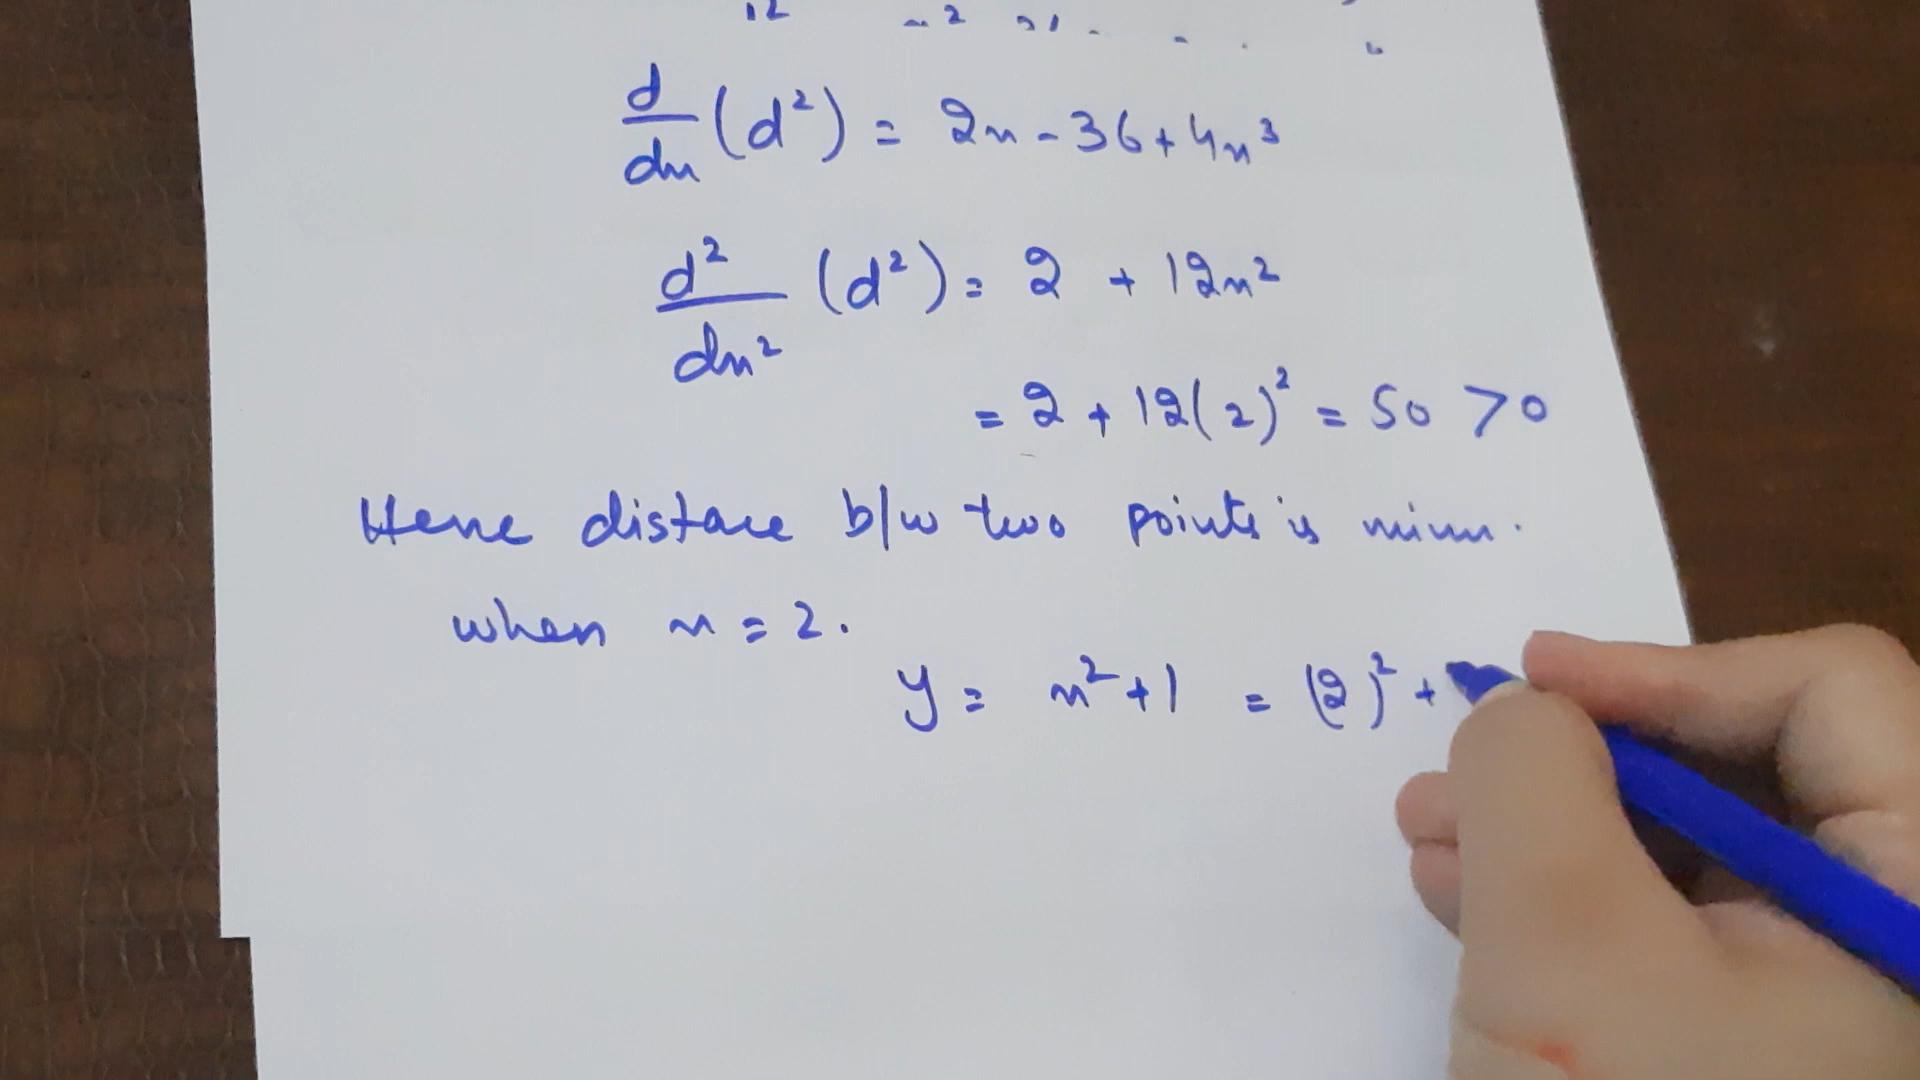 d/dx (d²) = 2x - 36 + 4x³
d²/dx² (d²) = 2 + 12x²
= 2 + 12(2)² = 50 > 0
Hence distace b/w two points is minm.
when x = 2.
y = x² + 1 = (2)² +